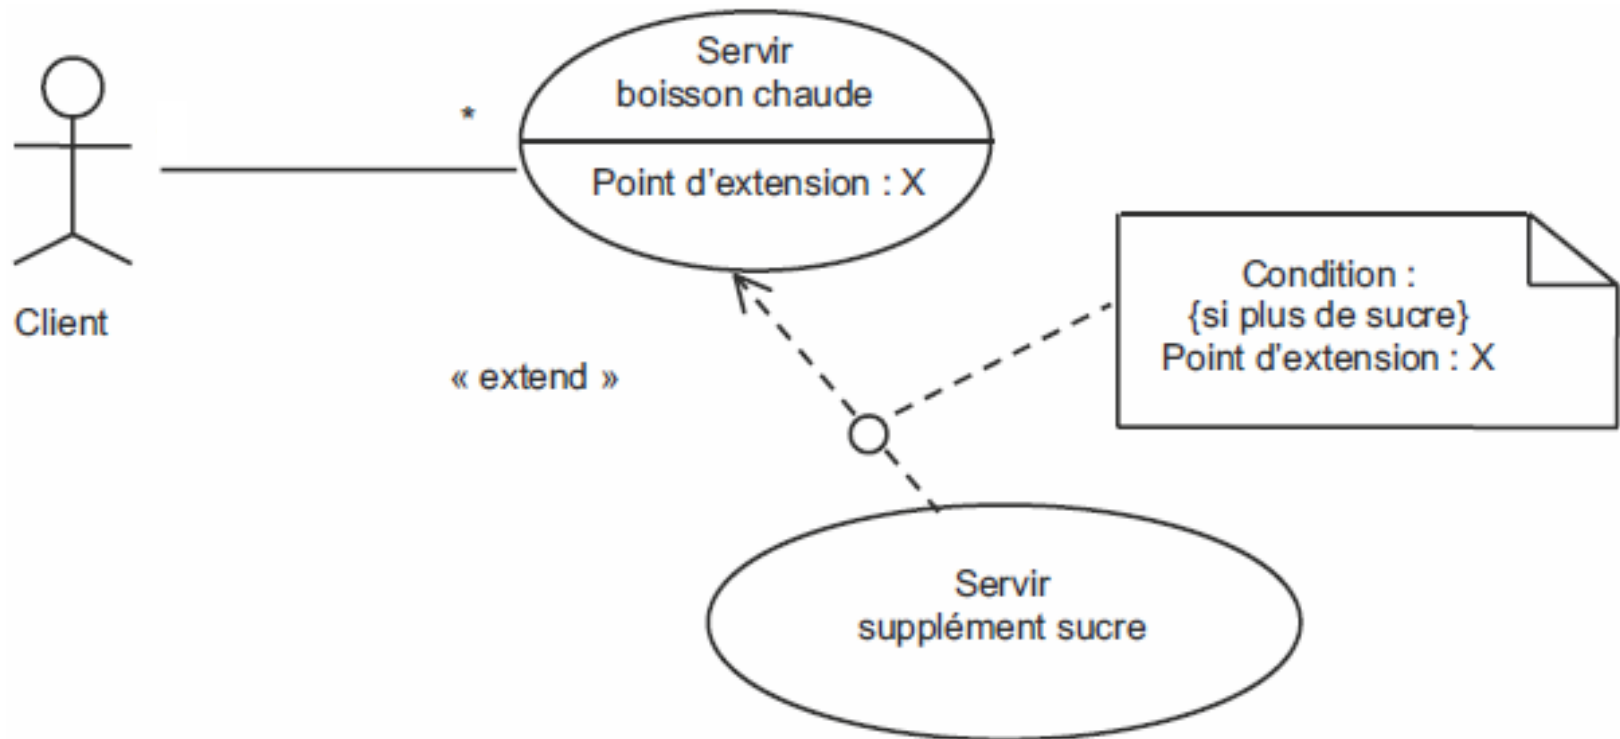 Servir
boisson chaude
*
Point d'extension : X
Client
« extend »
Condition :
{si plus de sucre}
Point d'extension : X
Servir
supplément sucre